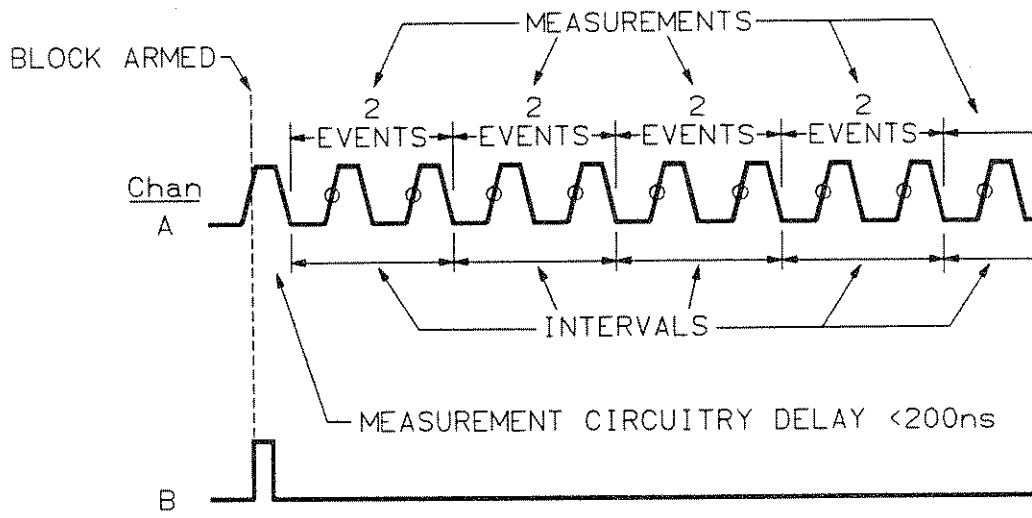 MEASUREMENTS
BLOCK ARMED
2 2 2 2
EVENTS EVENTS EVENTS EVENTS
Chan
A
INTERVALS
MEASUREMENT CIRCUITRY DELAY <200ns
B